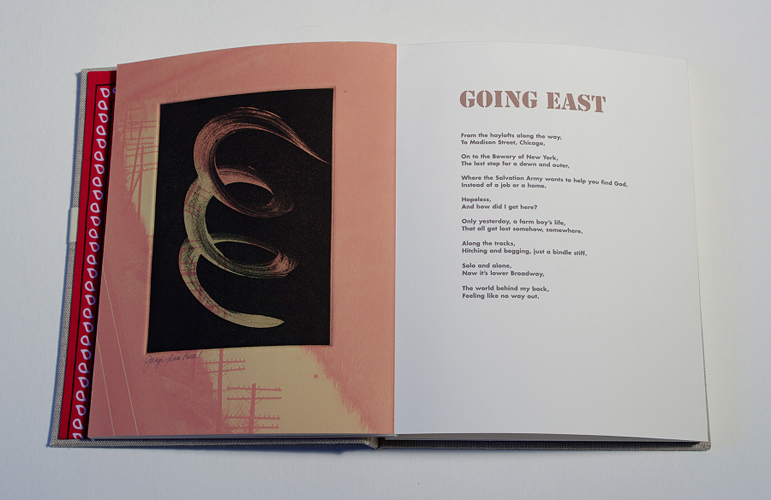 GOING EAST
From the haylofts along the way,
To Madison Street, Chicago,
On to the Bowery of New York,
The last stop for a down and outer,
Where the Salvation Army wants to help you find God,
Instead of a job or a home.
Hopeless,
And how did I get here?
Only yesterday, a farm boy's life,
That all got lost somehow, somewhere,
Along the tracks,
Hitching and begging, just a bindle stiff,
Solo and alone,
Now it's lower Broadway,
The world behind my back,
Feeling like no way out.